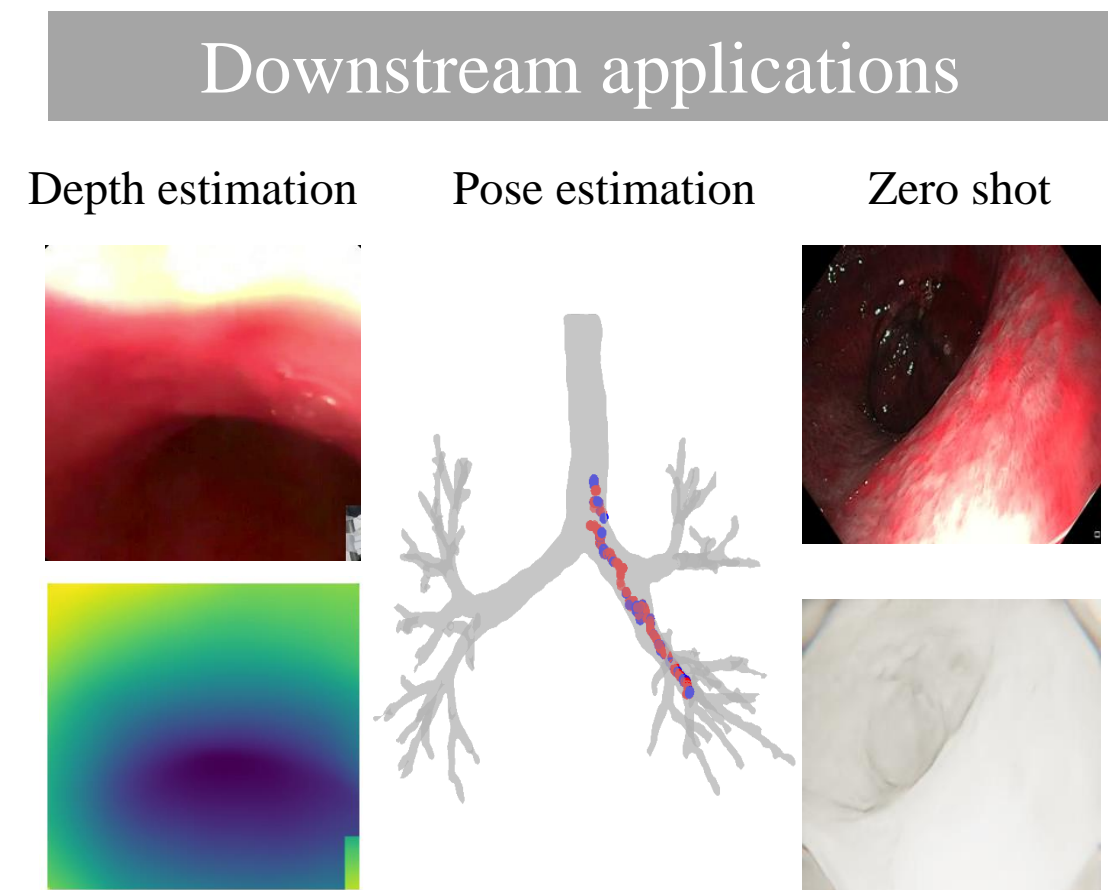 Downstream applications
Depth estimation
Pose estimation
Zero shot